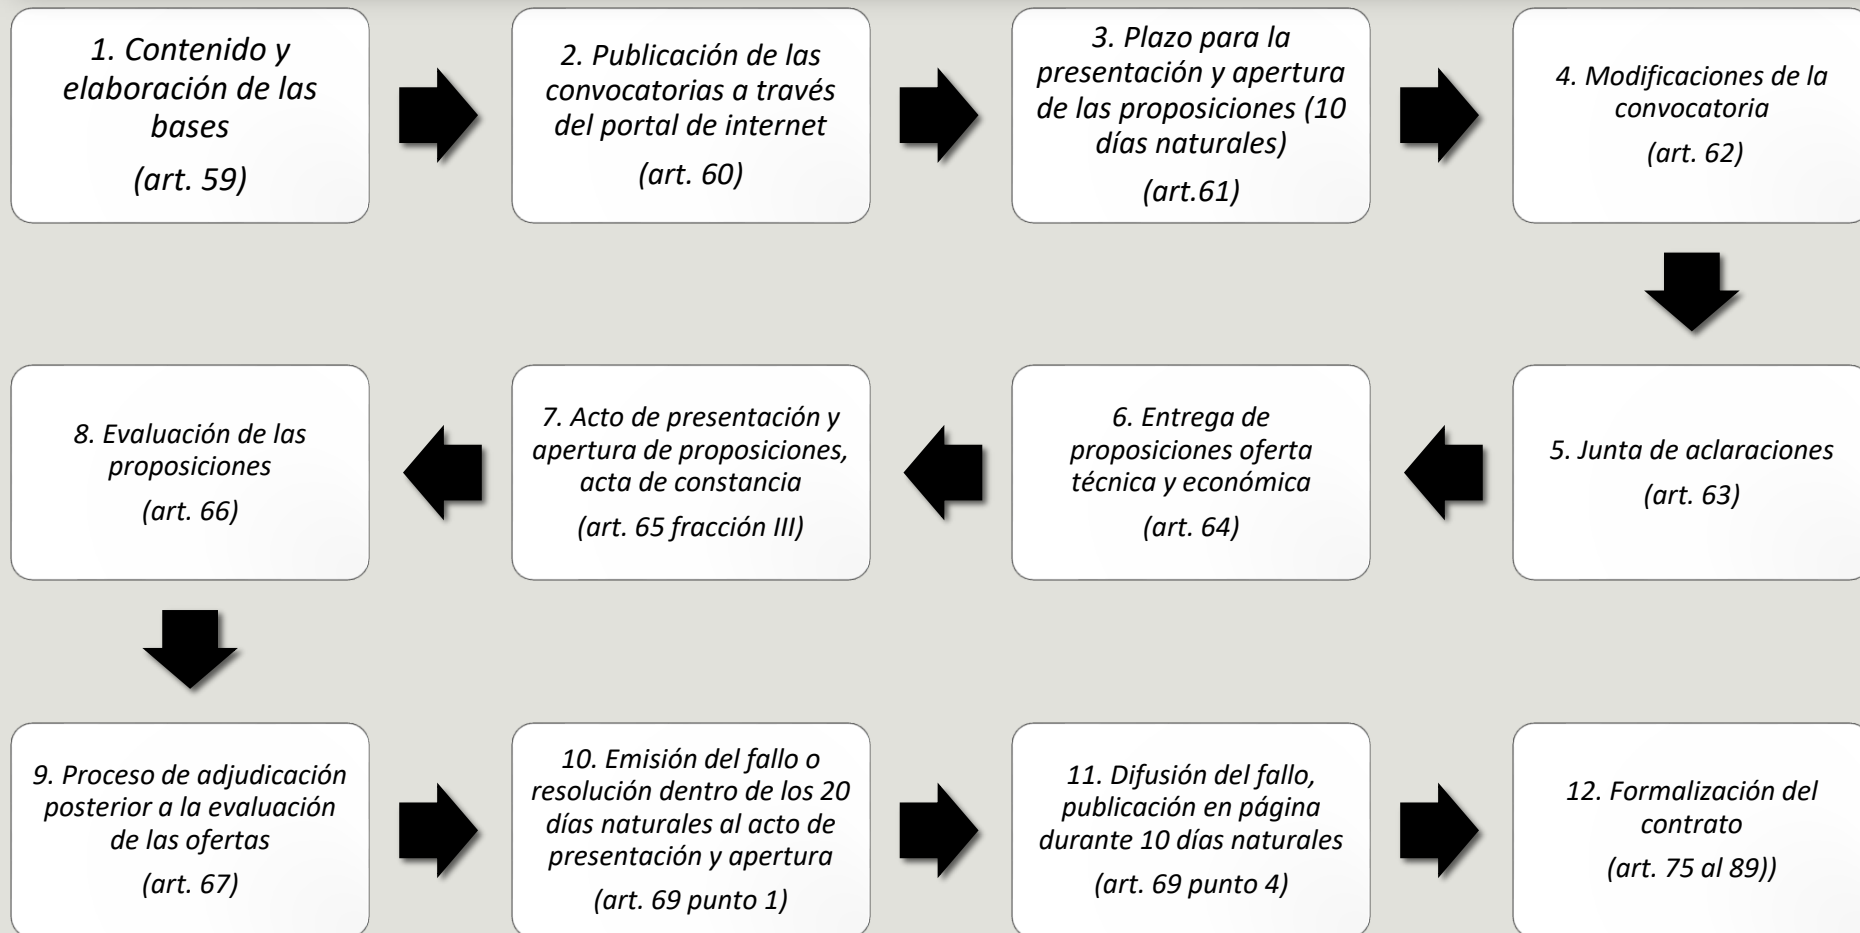 1. Contenido y
elaboración de las
bases
(art. 59)
2. Publicación de las
convocatorias a través
del portal de internet
(art. 60)
3. Plazo para la
presentación y apertura
de las proposiciones (10
días naturales)
(art.61)
4. Modificaciones de la
convocatoria
(art. 62)
5. Junta de aclaraciones
(art. 63)
6. Entrega de
proposiciones oferta
técnica y económica
(art. 64)
7. Acto de presentación y
apertura de proposiciones,
acta de constancia
(art. 65 fracción III)
8. Evaluación de las
proposiciones
(art. 66)
9. Proceso de adjudicación
posterior a la evaluación
de las ofertas
(art. 67)
10. Emisión del fallo o
resolución dentro de los 20
días naturales al acto de
presentación y apertura
(art. 69 punto 1)
11. Difusión del fallo,
publicación en página
durante 10 días naturales
(art. 69 punto 4)
12. Formalización del
contrato
(art. 75 al 89))